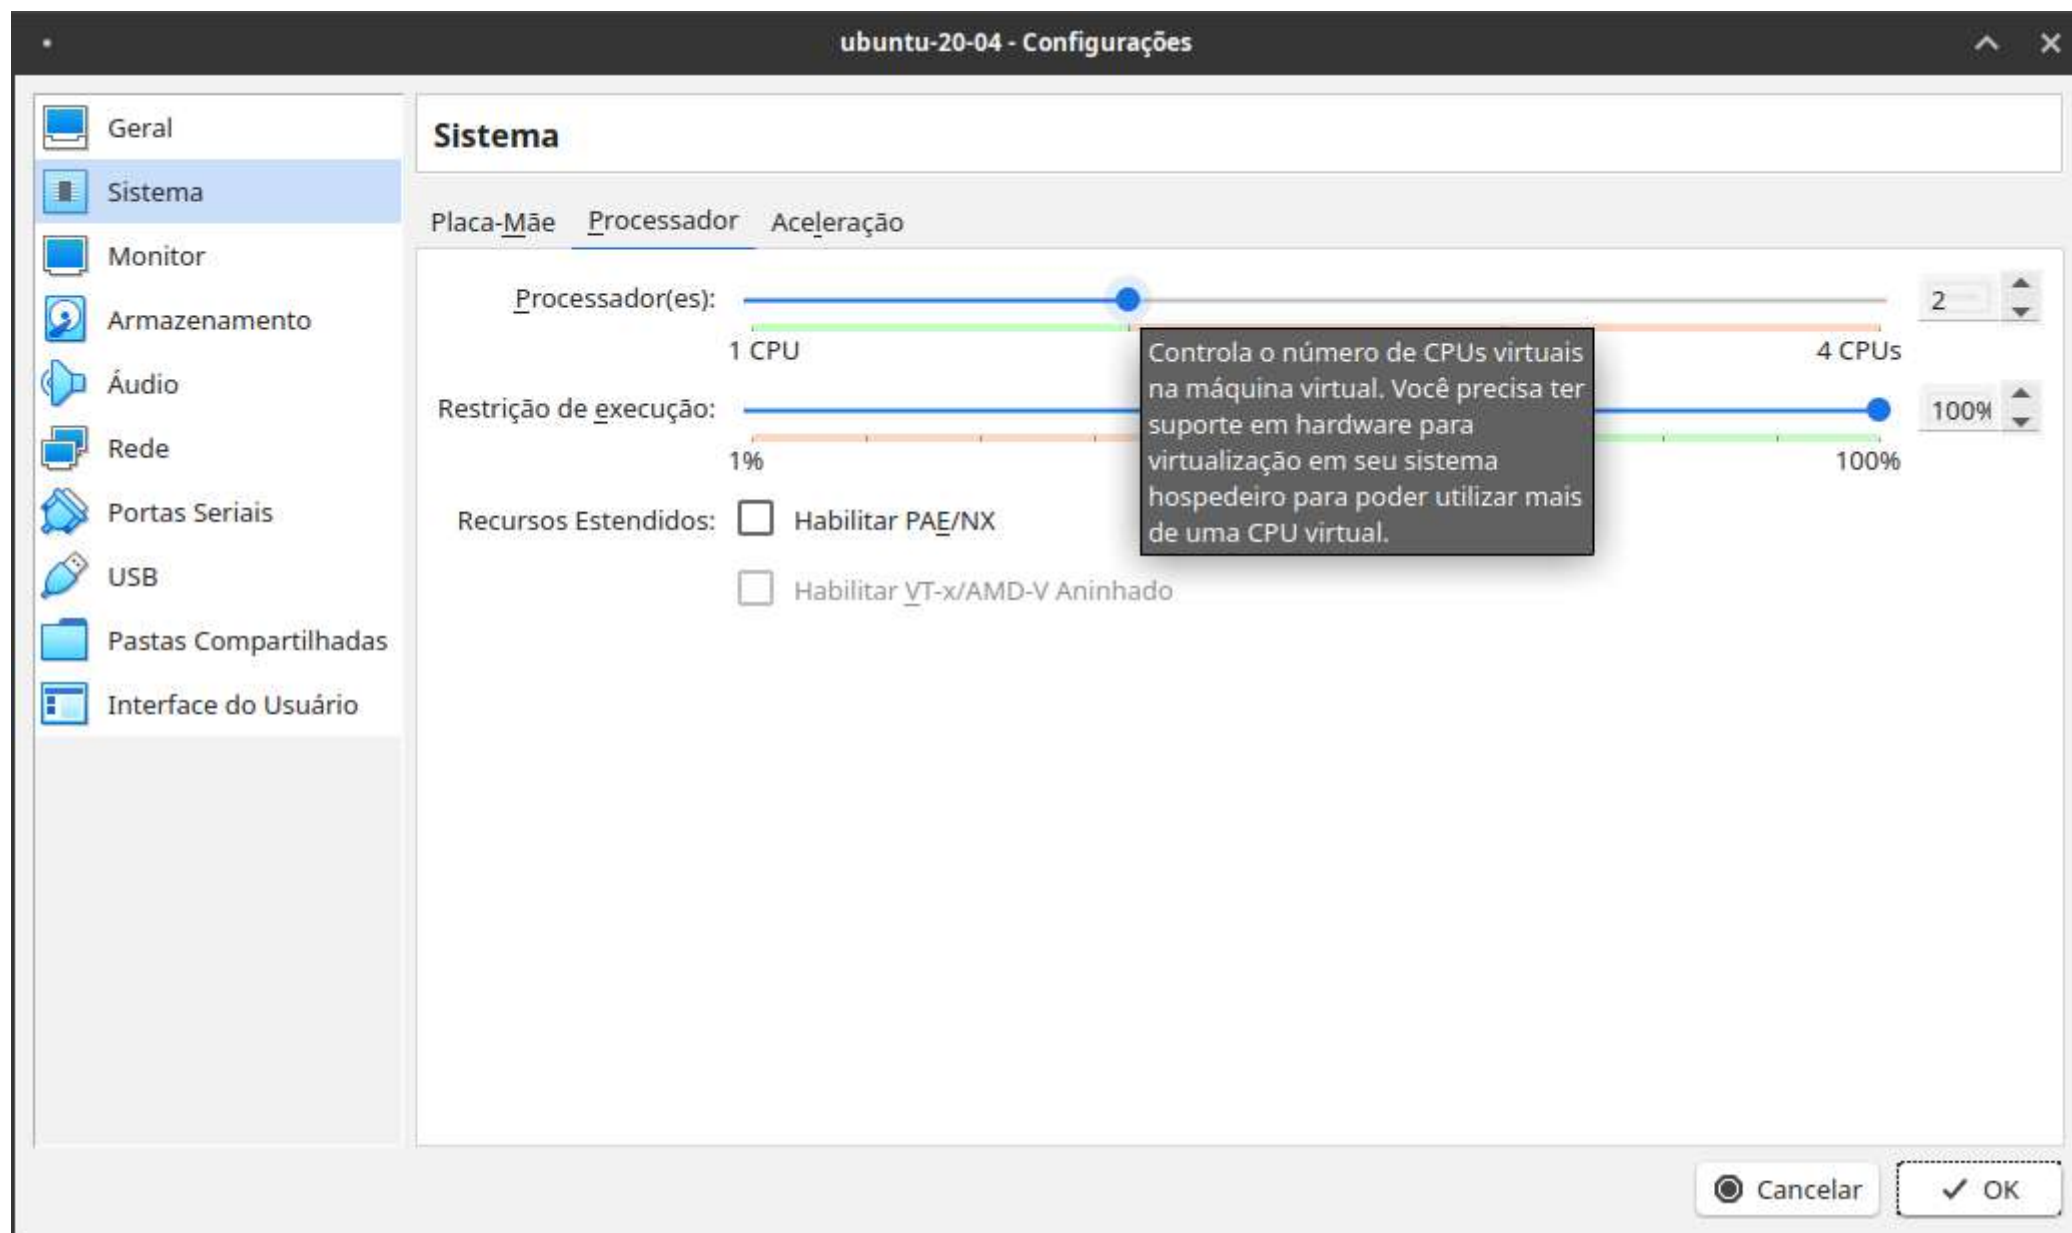 ubuntu-20-04 - Configurações
Geral
Sistema
Monitor
Armazenamento
Áudio
Rede
Portas Seriais
USB
Pastas Compartilhadas
Interface do Usuário
Sistema
Placa-Mãe Processador Aceleração
Processador(es): 2
1 CPU 4 CPUs
Controla o número de CPUs virtuais
na máquina virtual. Você precisa ter
suporte em hardware para
virtualização em seu sistema
hospedeiro para poder utilizar mais
de uma CPU virtual.
Restrição de execução: 100%
1% 100%
Recursos Estendidos: Habilitar PAE/NX
Habilitar VT-x/AMD-V Aninhado
Cancelar OK